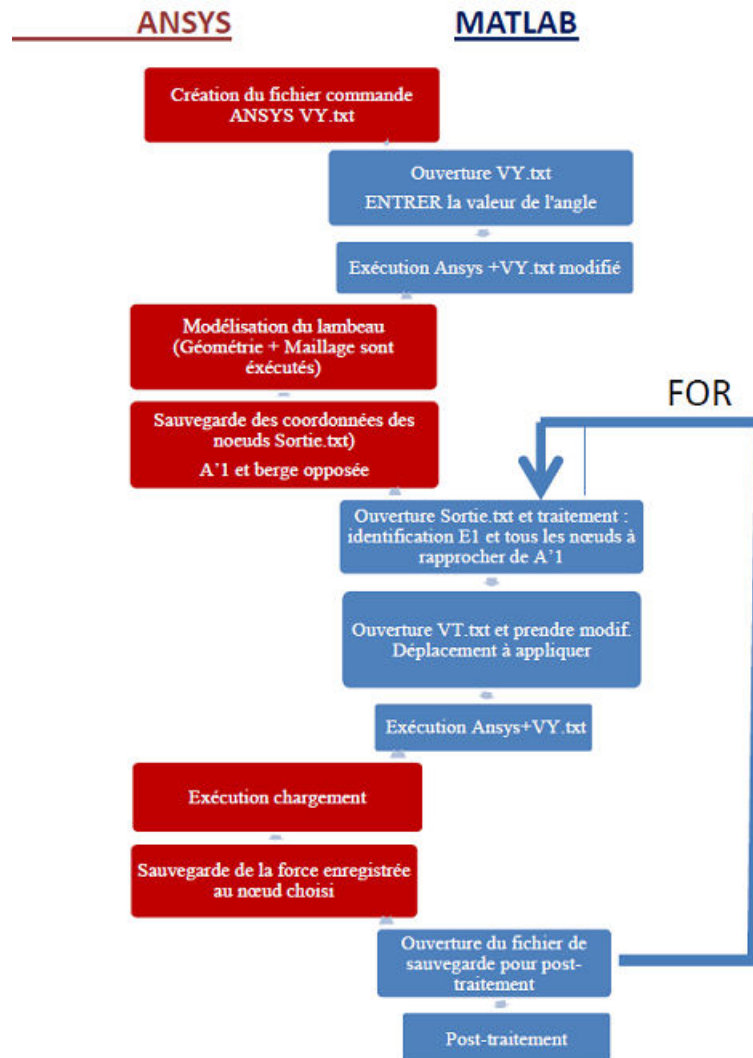 ANSYS
MATLAB
Création du fichier commande
ANSYS VY.txt
Ouverture VY.txt
ENTRER la valeur de l'angle
Exécution Ansys +VY.txt modifié
Modélisation du lambeau
(Géométrie + Maillage sont
éxécutés)
FOR
Sauvegarde des coordonnées des
noeuds Sortie.txt)
A'1 et berge opposée
Ouverture Sortie.txt et traitement :
identification E1 et tous les nœuds à
rapprocher de A'1
Ouverture VT.txt et prendre modif.
Déplacement à appliquer
Exécution Ansys+VY.txt
Exécution chargement
Sauvegarde de la force enregistrée
au nœud choisi
Ouverture du fichier de
sauvegarde pour post-
traitement
Post-traitement